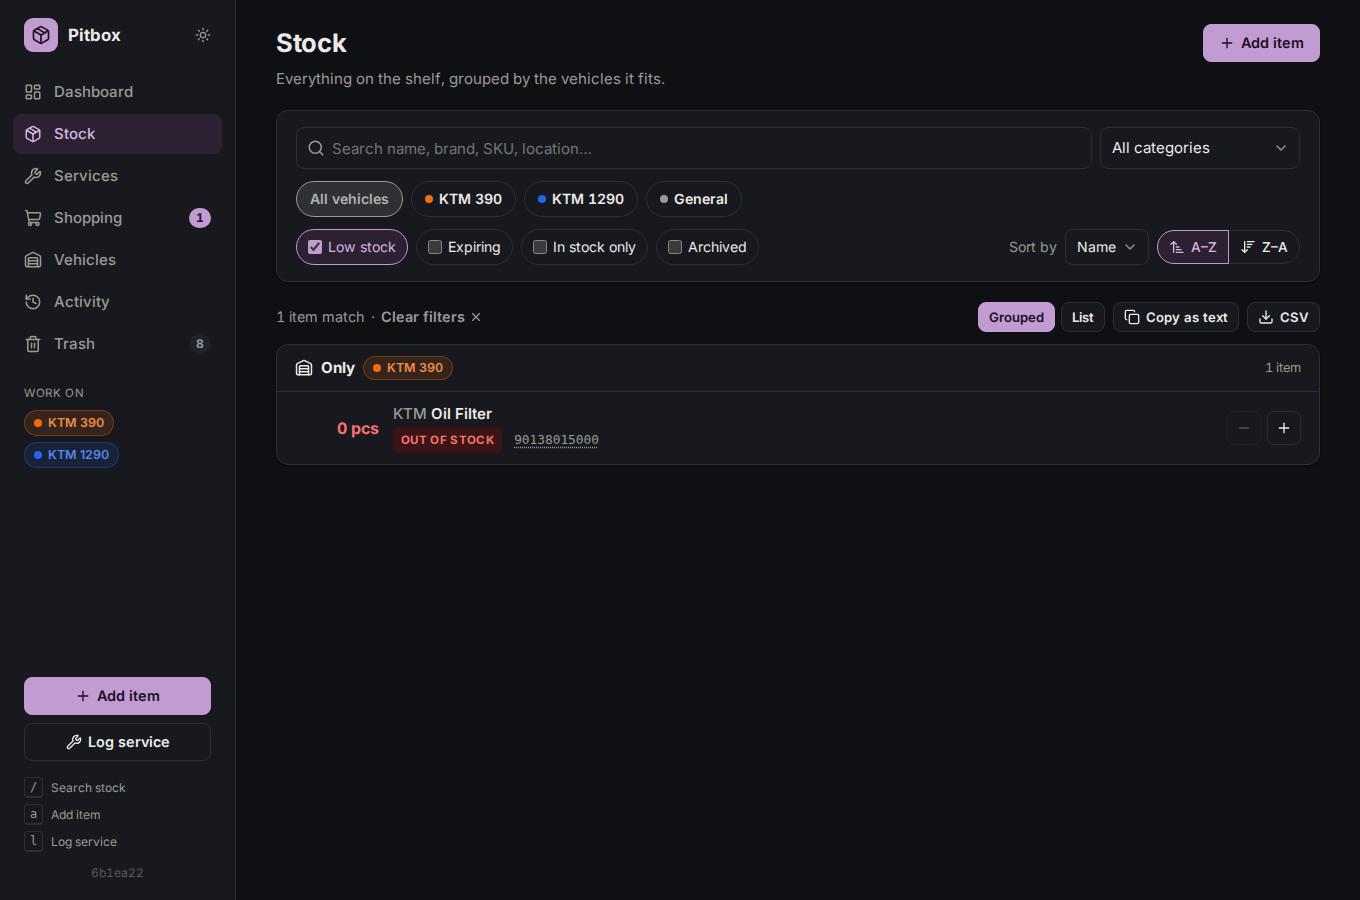 Pitbox
Dashboard
Stock
Services
Shopping 1
Vehicles
Activity
Trash 8
WORK ON
KTM 390
KTM 1290
Add item
Log service
/ Search stock
a Add item
l Log service
6b1ea22
Stock
Add item
Everything on the shelf, grouped by the vehicles it fits.
Search name, brand, SKU, location...
All categories
All vehicles KTM 390 KTM 1290 General
Low stock Expiring In stock only Archived Sort by Name A–Z Z–A
1 item match · Clear filters Grouped List Copy as text CSV
Only KTM 390 1 item
0 pcs
KTM Oil Filter
OUT OF STOCK 90138015000